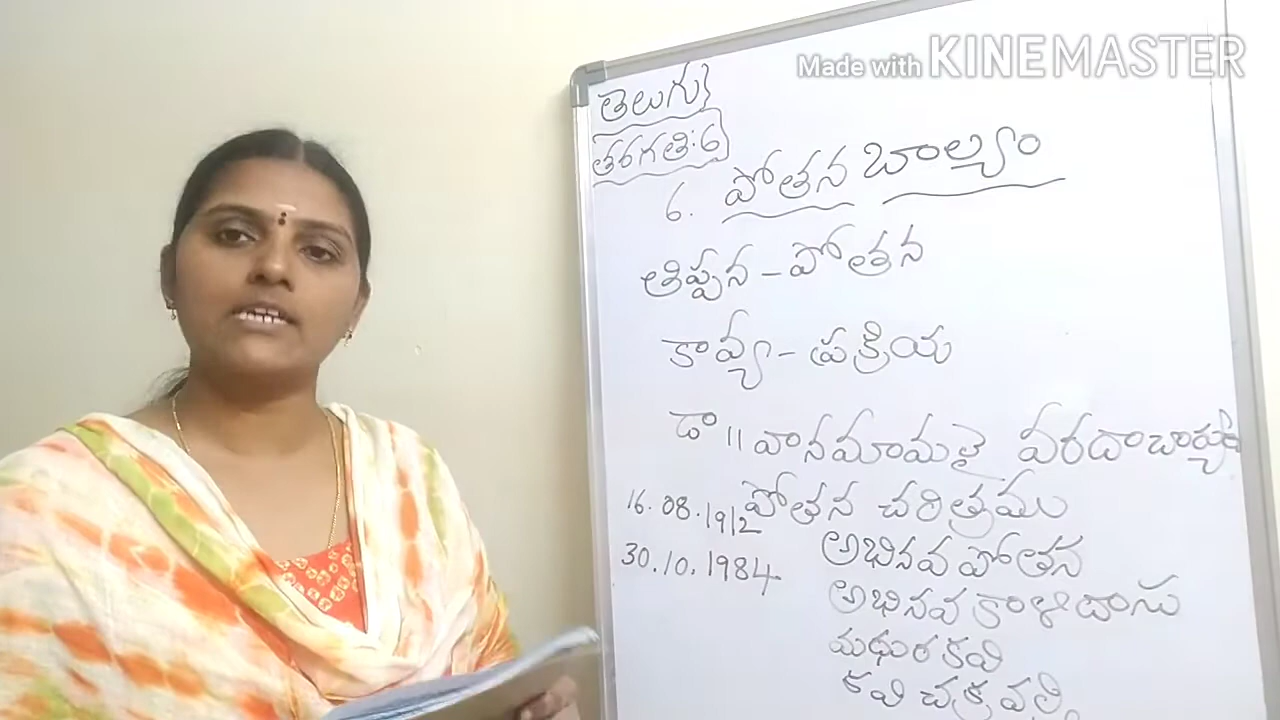 Made with KINEMASTER
తెలుగు
తరగతి: 6
6. పోతన బాల్యం
తిప్పన - పోతన
కావ్య - ప్రక్రియ
డా॥ వానమామలై వరదాచార్యులు
పోతన చరిత్రము
16.08.1912
అభినవ పోతన
30.10.1984
అభినవ కాళిదాసు
మధుర కవి
కవి చక్రవర్తి